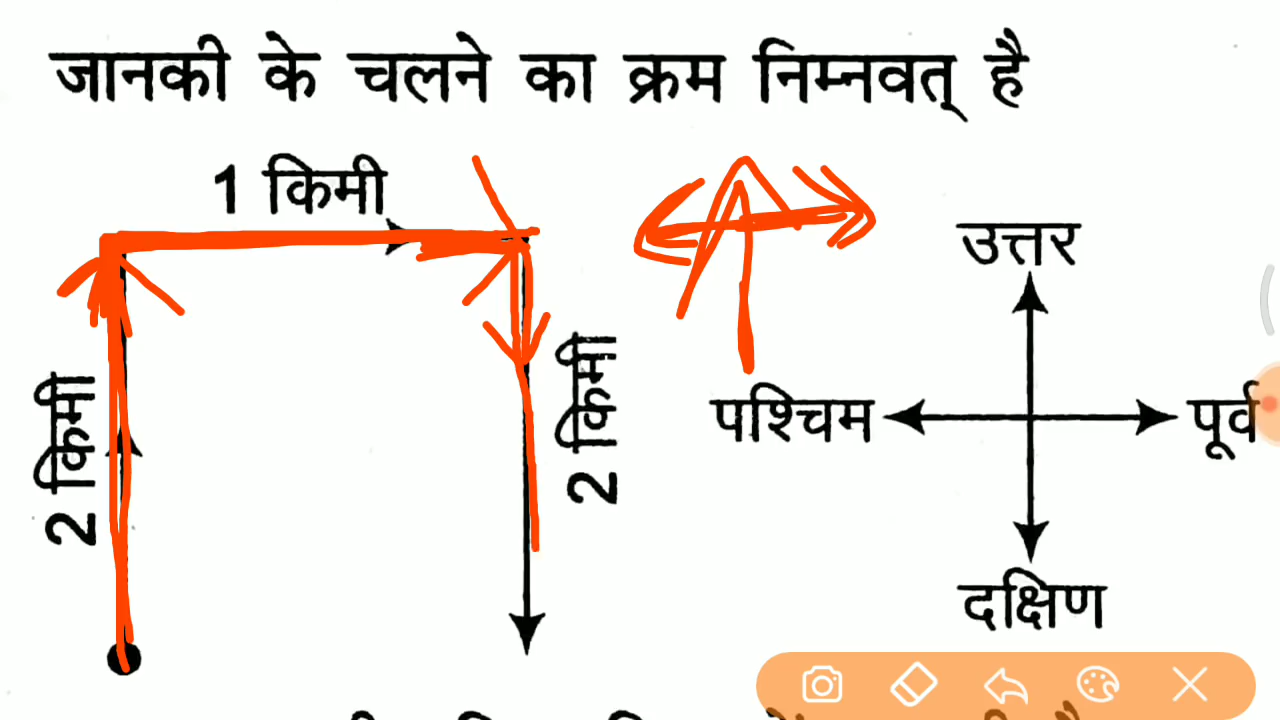 जानकी के चलने का क्रम निम्नवत् है
1 किमी
2 किमी
2 किमी
उत्तर
पश्चिम
पूर्व
दक्षिण